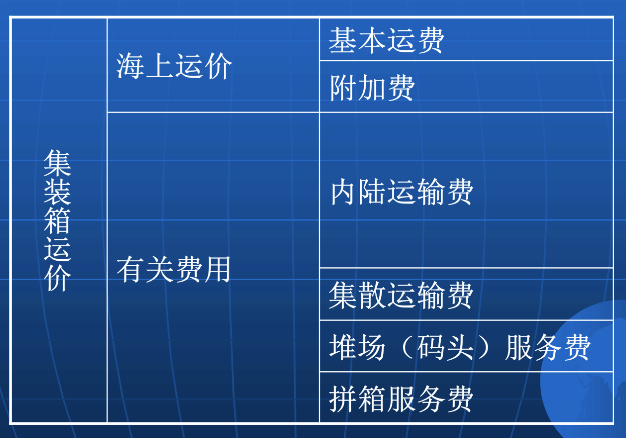 集装箱运价
海上运价
基本运费
附加费
有关费用
内陆运输费
集散运输费
堆场（码头）服务费
拼箱服务费